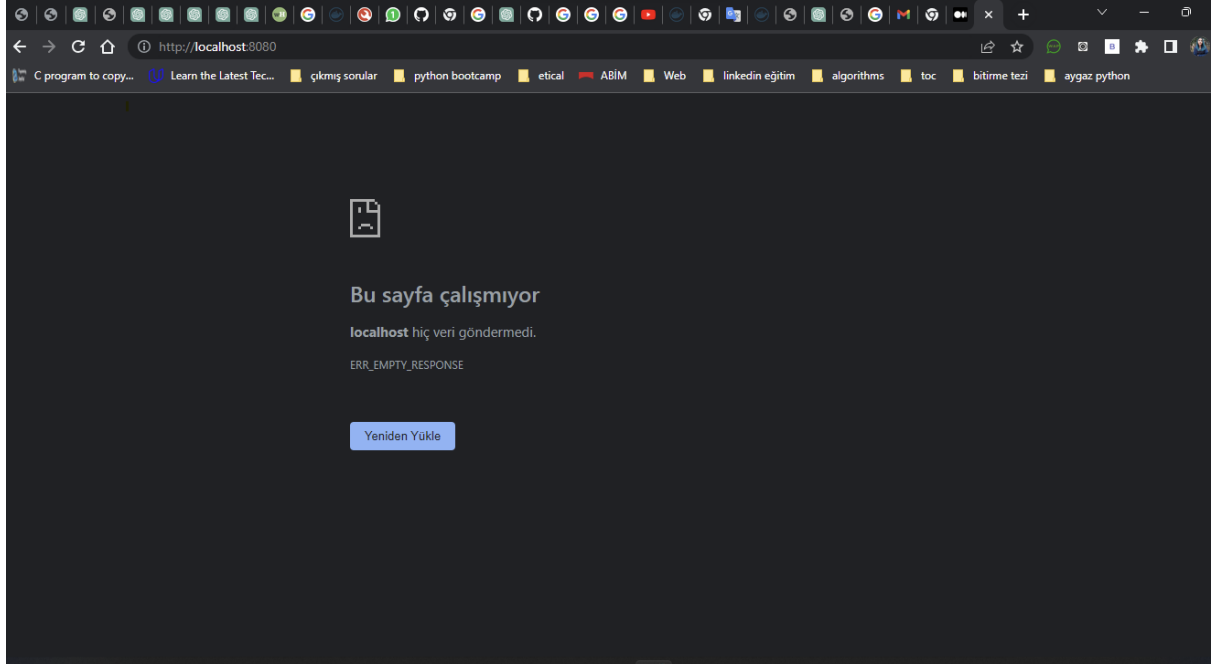 http://localhost:8080
C program to copy... Learn the Latest Tec... çıkmış sorular python bootcamp etical ABİM Web linkedin eğitim algorithms toc bitirme tezi aygaz python
Bu sayfa çalışmıyor
localhost hiç veri göndermedi.
ERR_EMPTY_RESPONSE
Yeniden Yükle